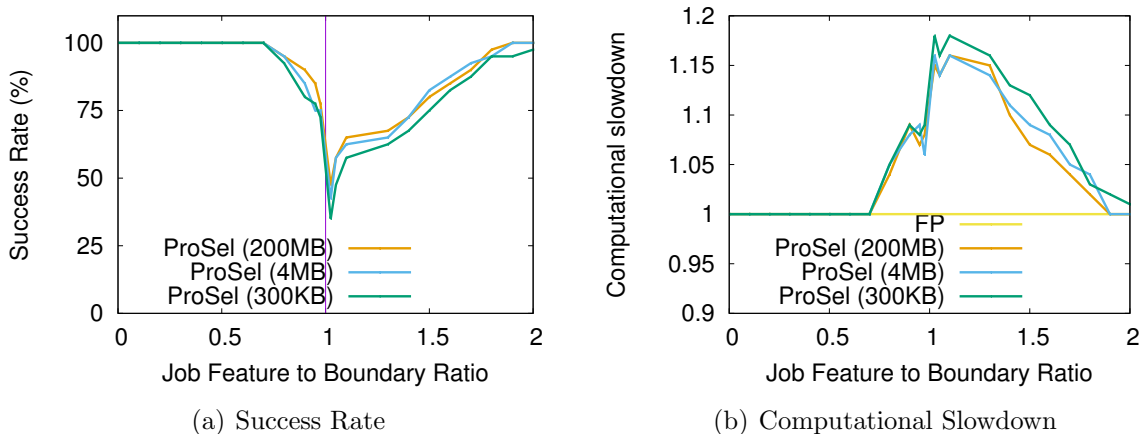 100
75
50
25
0
Success Rate (%)
ProSel (200MB)
ProSel (4MB)
ProSel (300KB)
0 0.5 1 1.5 2
Job Feature to Boundary Ratio
(a) Success Rate
1.2
1.15
1.1
1.05
1
0.95
0.9
Computational slowdown
FP
ProSel (200MB)
ProSel (4MB)
ProSel (300KB)
0 0.5 1 1.5 2
Job Feature to Boundary Ratio
(b) Computational Slowdown